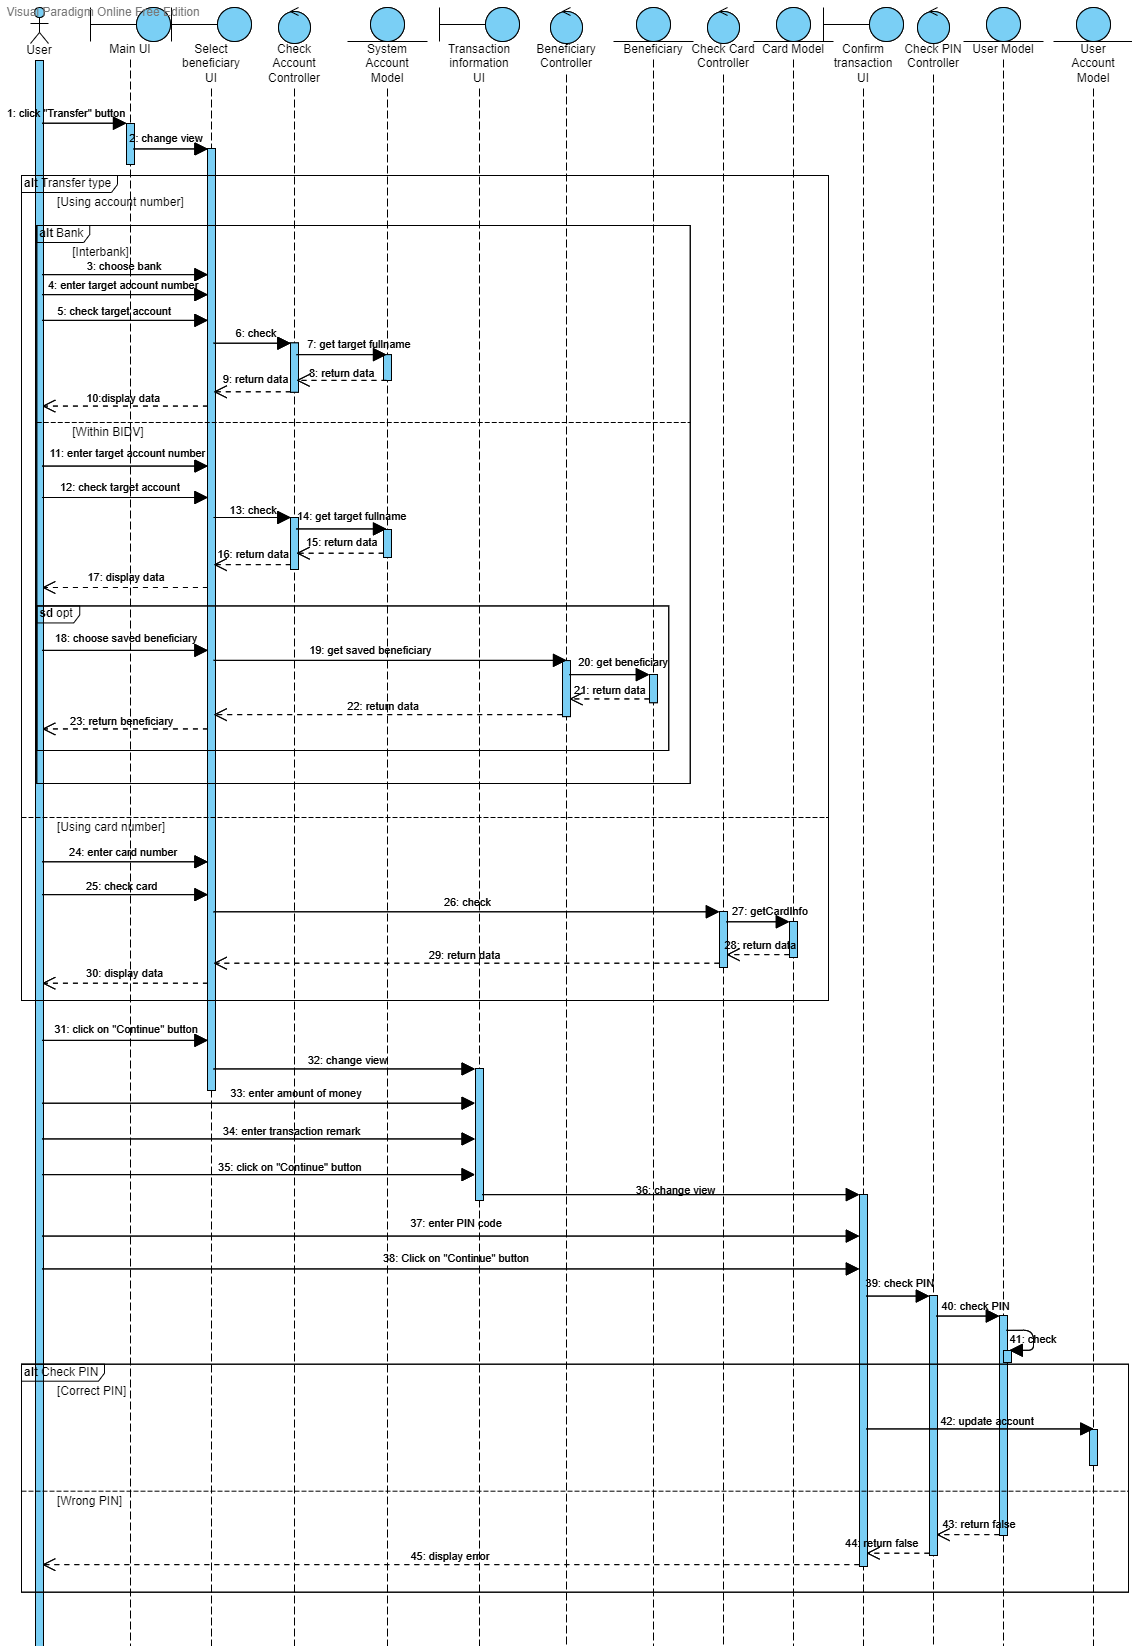 Visual Paradigm Online Free Edition
User
Main UI
Select
beneficiary
UI
Check
Account
Controller
System
Account
Model
Transaction
information
UI
Beneficiary
Controller
Beneficiary
Check Card
Controller
Card Model
Confirm
transaction
UI
Check PIN
Controller
User Model
User
Account
Model
1: click "Transfer" button
2: change view
alt Transfer type
[Using account number]
alt Bank
[Interbank]
3: choose bank
4: enter target account number
5: check target account
6: check
7: get target fullname
8: return data
9: return data
10:display data
[Within BIDV]
11: enter target account number
12: check target account
13: check
14: get target fullname
15: return data
16: return data
17: display data
sd opt
18: choose saved beneficiary
19: get saved beneficiary
20: get beneficiary
21: return data
22: return data
23: return beneficiary
[Using card number]
24: enter card number
25: check card
26: check
27: getCardInfo
28: return data
29: return data
30: display data
31: click on "Continue" button
32: change view
33: enter amount of money
34: enter transaction remark
35: click on "Continue" button
36: change view
37: enter PIN code
38: Click on "Continue" button
39: check PIN
40: check PIN
41: check
alt Check PIN
[Correct PIN]
42: update account
[Wrong PIN]
43: return false
44: return false
45: display error